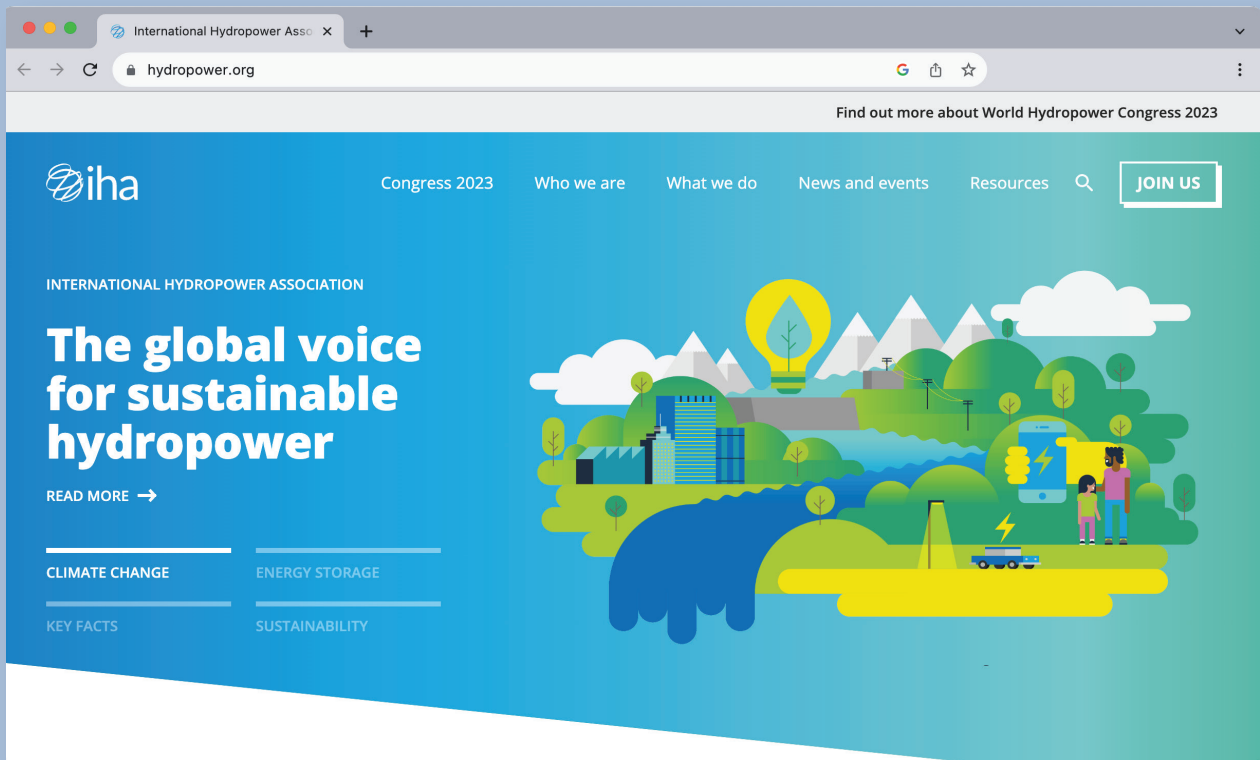 International Hydropower Asso
hydropower.org
Find out more about World Hydropower Congress 2023
iha
Congress 2023
Who we are
What we do
News and events
Resources
JOIN US
INTERNATIONAL HYDROPOWER ASSOCIATION
The global voice
for sustainable
hydropower
READ MORE
CLIMATE CHANGE
ENERGY STORAGE
KEY FACTS
SUSTAINABILITY